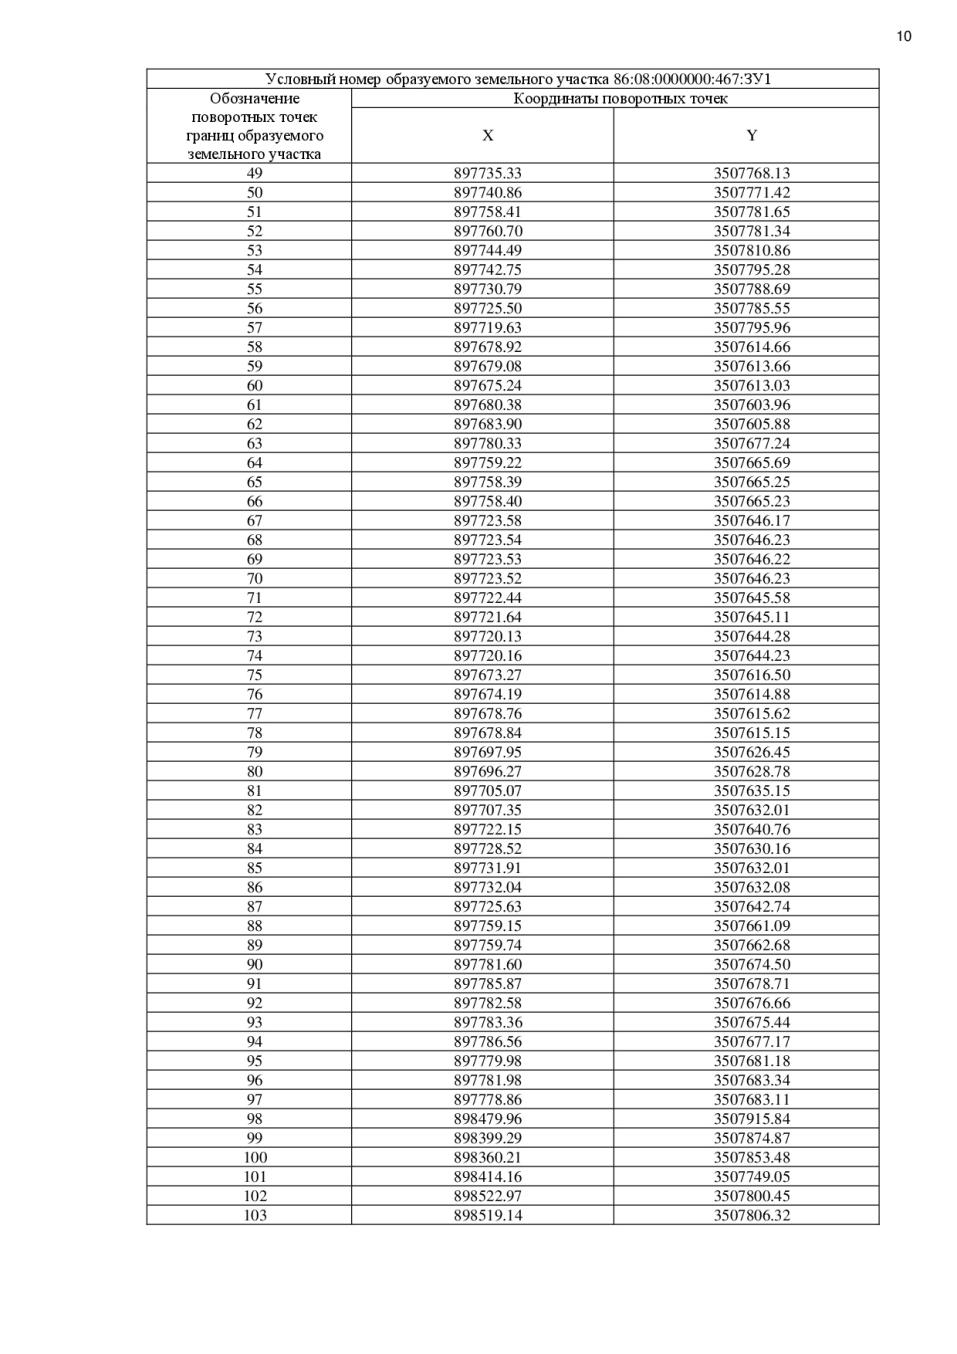 10
Условный номер образуемого земельного участка 86:08:0000000:467:ЗУ1
Обозначение
поворотных точек
границ образуемого
земельного участка
Координаты поворотных точек
X Y
49 897735.33 3507768.13
50 897740.86 3507771.42
51 897758.41 3507781.65
52 897760.70 3507781.34
53 897744.49 3507810.86
54 897742.75 3507795.28
55 897730.79 3507788.69
56 897725.50 3507785.55
57 897719.63 3507795.96
58 897678.92 3507614.66
59 897679.08 3507613.66
60 897675.24 3507613.03
61 897680.38 3507603.96
62 897683.90 3507605.88
63 897780.33 3507677.24
64 897759.22 3507665.69
65 897758.39 3507665.25
66 897758.40 3507665.23
67 897723.58 3507646.17
68 897723.54 3507646.23
69 897723.53 3507646.22
70 897723.52 3507646.23
71 897722.44 3507645.58
72 897721.64 3507645.11
73 897720.13 3507644.28
74 897720.16 3507644.23
75 897673.27 3507616.50
76 897674.19 3507614.88
77 897678.76 3507615.62
78 897678.84 3507615.15
79 897697.95 3507626.45
80 897696.27 3507628.78
81 897705.07 3507635.15
82 897707.35 3507632.01
83 897722.15 3507640.76
84 897728.52 3507630.16
85 897731.91 3507632.01
86 897732.04 3507632.08
87 897725.63 3507642.74
88 897759.15 3507661.09
89 897759.74 3507662.68
90 897781.60 3507674.50
91 897785.87 3507678.71
92 897782.58 3507676.66
93 897783.36 3507675.44
94 897786.56 3507677.17
95 897779.98 3507681.18
96 897781.98 3507683.34
97 897778.86 3507683.11
98 898479.96 3507915.84
99 898399.29 3507874.87
100 898360.21 3507853.48
101 898414.16 3507749.05
102 898522.97 3507800.45
103 898519.14 3507806.32